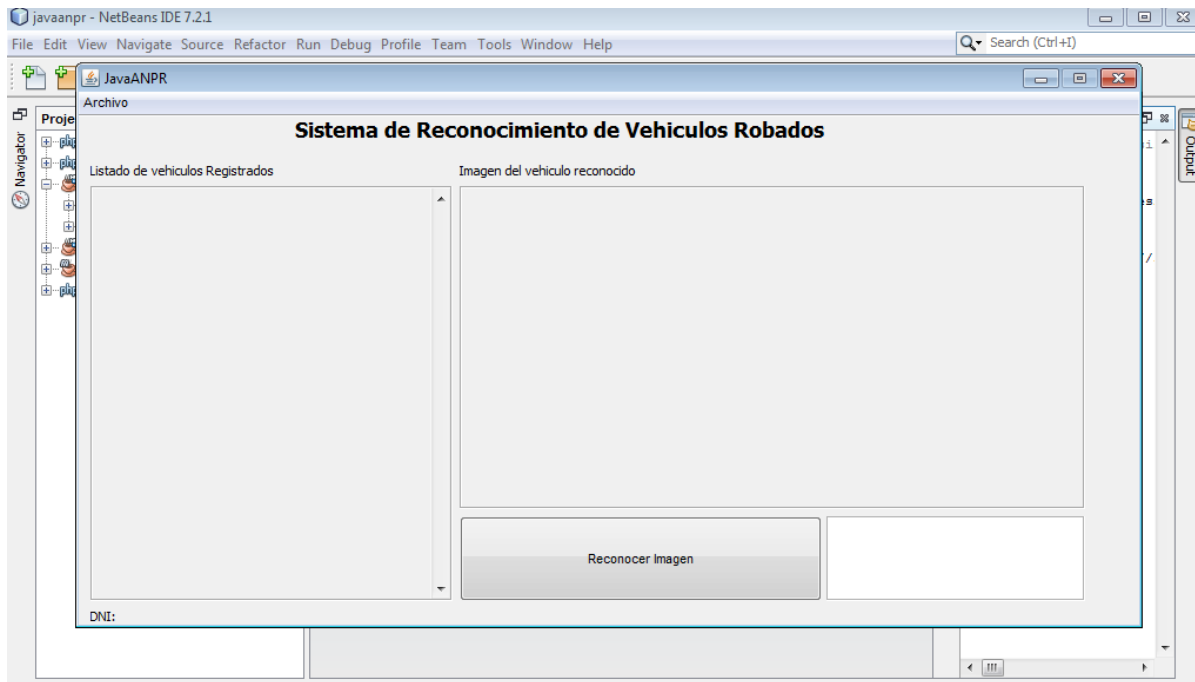 javaanpr - NetBeans IDE 7.2.1
File Edit View Navigate Source Refactor Run Debug Profile Team Tools Window Help
Search (Ctrl+I)
JavaANPR
Archivo
Navigator
Output
Sistema de Reconocimiento de Vehiculos Robados
Listado de vehiculos Registrados
Imagen del vehiculo reconocido
Reconocer Imagen
DNI: